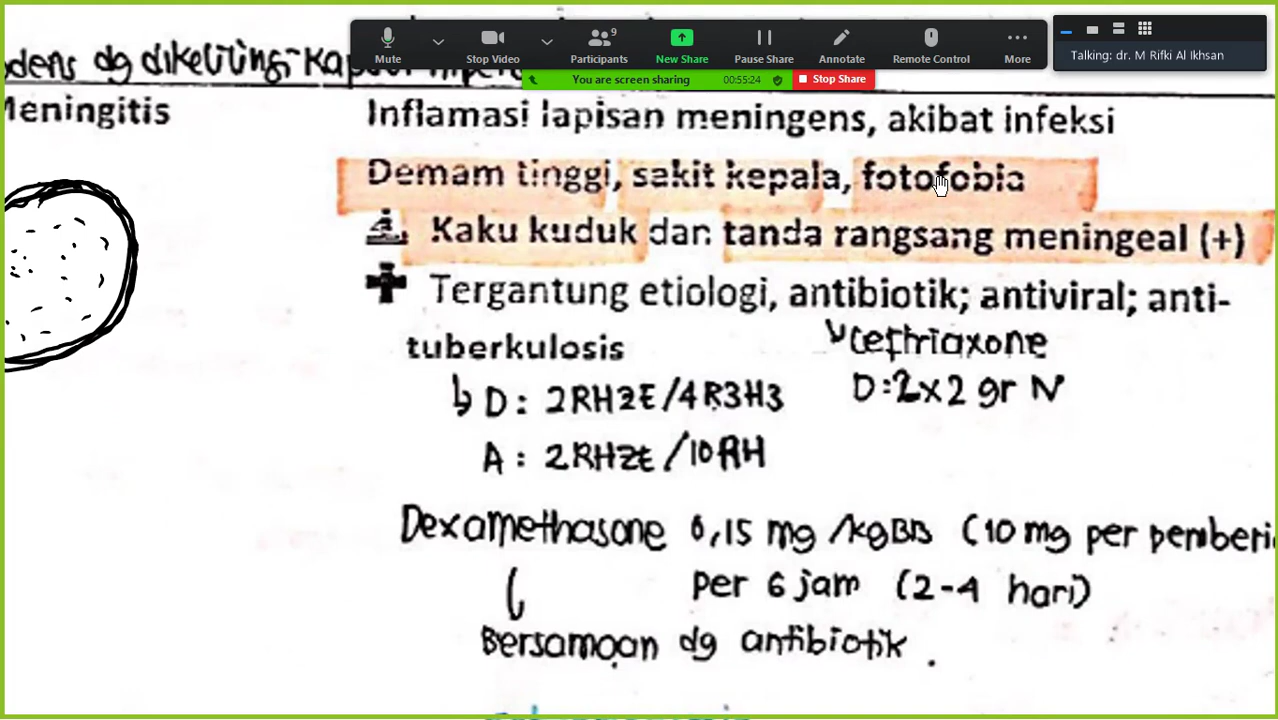 Mute
Stop Video
9
Participants
New Share
Pause Share
Annotate
Remote Control
More
Talking: dr. M Rifki Al Ikhsan
You are screen sharing
00:55:24
Stop Share
dg
Meningitis
Inflamasi lapisan meningens, akibat infeksi
Demam tinggi, sakit kepala, fotofobia
Kaku kuduk dan tanda rangsang meningeal (+)
Tergantung etiologi, antibiotik; antiviral; anti-
tuberkulosis
↳ Ceftriaxone
↳ D: 2RHZE/4R3H3
D: 2x2 gr IV
A: 2RHZE/10RH
Dexamethasone 0,15 mg/kgBB (10 mg per pemberi
per 6 jam (2-4 hari)
Bersamaan dg antibiotik.